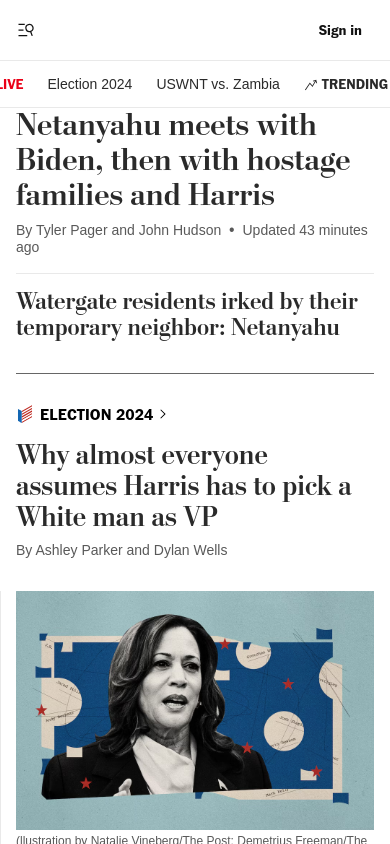 Sign in
LIVE
Election 2024
USWNT vs. Zambia
TRENDING
Netanyahu meets with
Biden, then with hostage
families and Harris
By Tyler Pager and John Hudson • Updated 43 minutes
ago
Watergate residents irked by their
temporary neighbor: Netanyahu
ELECTION 2024
Why almost everyone
assumes Harris has to pick a
White man as VP
By Ashley Parker and Dylan Wells
(Illustration by Natalie Vineberg/The Post; Demetrius Freeman/The